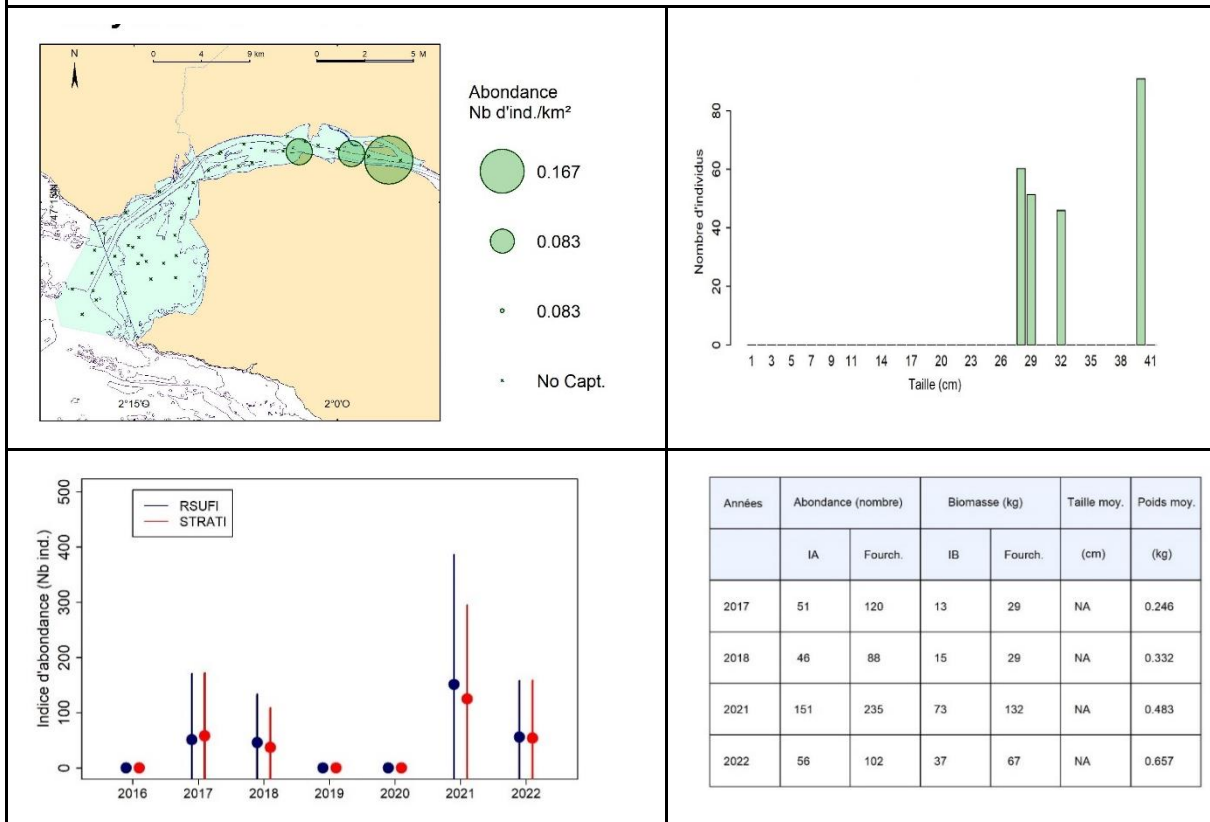 N
0 4 9 km 0 2 5 M
47°15'N
2°15'O 2°0'O
Abondance
Nb d'ind./km²
0.167
0.083
0.083
No Capt.
Nombre d'individus
80
60
40
20
0
1 3 5 7 9 11 14 17 20 23 26 29 32 35 38 41
Taille (cm)
Indice d'abondance (Nb ind.)
500
400
300
200
100
0
RSUFI
STRATI
2016 2017 2018 2019 2020 2021 2022
Années Abondance (nombre) Biomasse (kg) Taille moy. Poids moy.
IA Fourch. IB Fourch. (cm) (kg)
2017 51 120 13 29 NA 0.246
2018 46 88 15 29 NA 0.332
2021 151 235 73 132 NA 0.483
2022 56 102 37 67 NA 0.657